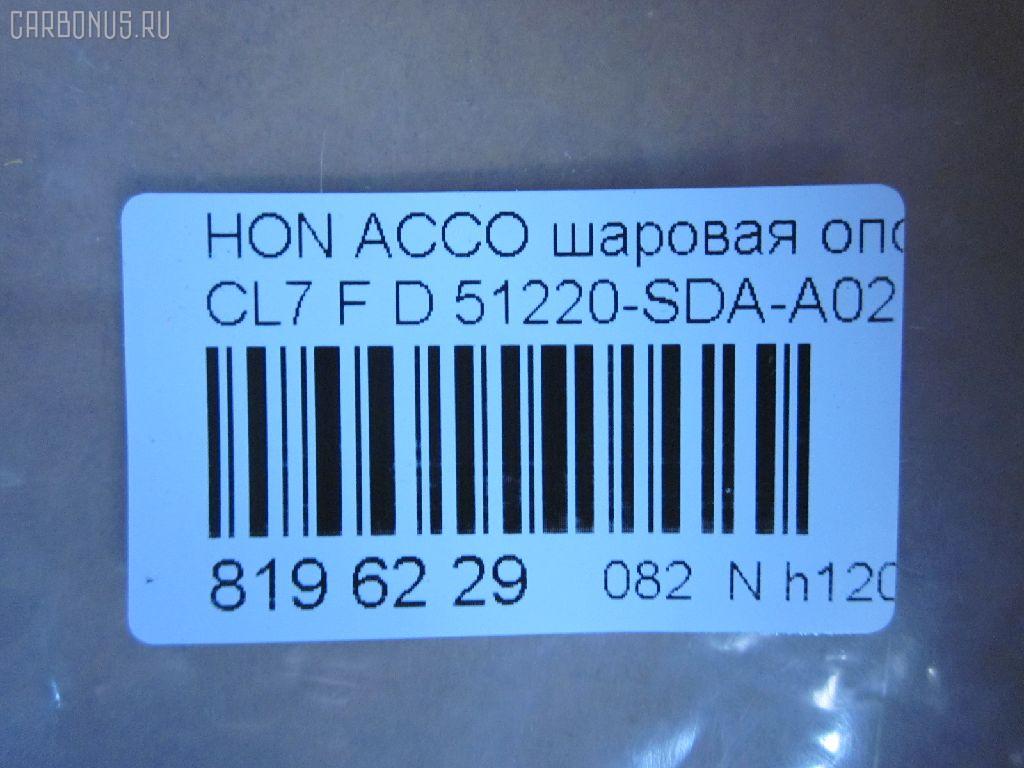 CARBONUS.RU
HON ACCO шаровая опо
CL7 F D 51220-SDA-A02
819 62 29 082 N h120